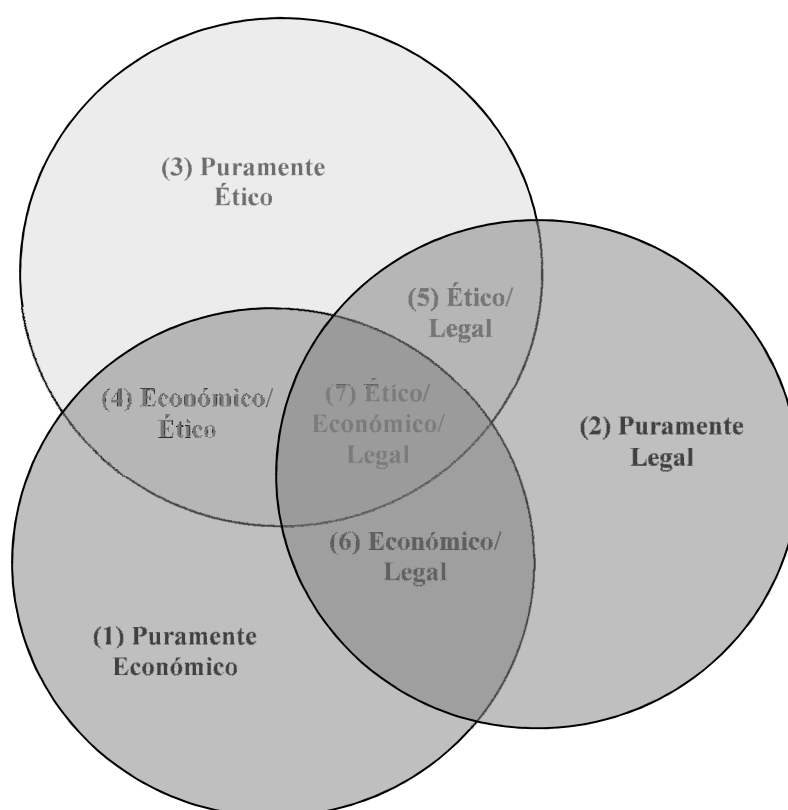 (3) Puramente
Ético
(5) Ético/
Legal
(4) Económico/
Ético
(7) Ético/
Económico/
Legal
(2) Puramente
Legal
(6) Económico/
Legal
(1) Puramente
Económico